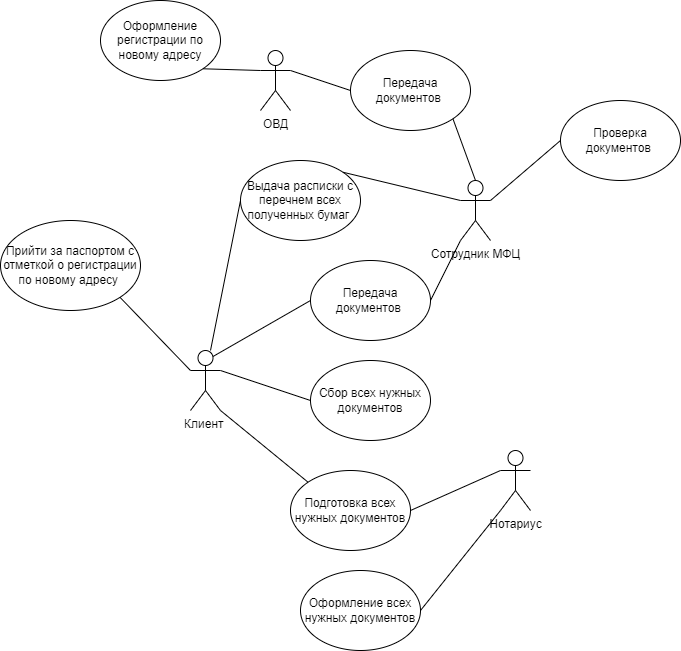 Оформление
регистрации по
новому адресу
ОВД
Передача
документов
Проверка
документов
Выдача расписки с
перечнем всех
полученных бумаг
Сотрудник МФЦ
Прийти за паспортом с
отметкой о регистрации
по новому адресу
Передача
документов
Клиент
Сбор всех нужных
документов
Подготовка всех
нужных документов
Нотариус
Оформление всех
нужных документов